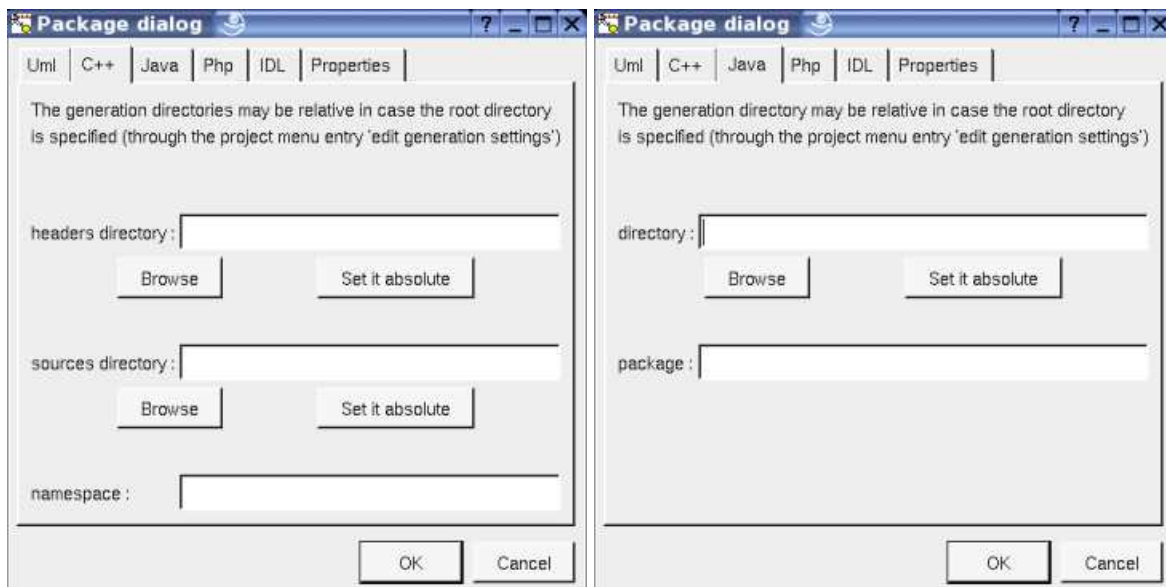 Package dialog
Uml C++ Java Php IDL Properties
The generation directories may be relative in case the root directory
is specified (through the project menu entry 'edit generation settings')
headers directory :
Browse Set it absolute
sources directory :
Browse Set it absolute
namespace :
OK Cancel
Package dialog
Uml C++ Java Php IDL Properties
The generation directory may be relative in case the root directory
is specified (through the project menu entry 'edit generation settings')
directory :
Browse Set it absolute
package :
OK Cancel